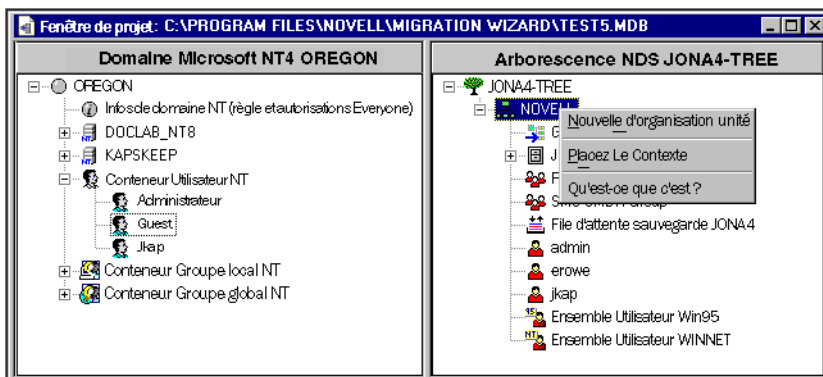 Fenêtre de projet: C:\PROGRAM FILES\NOVELL\MIGRATION WIZARD\TEST5.MDB
Domaine Microsoft NT4 OREGON
OREGON
Infos de domaine NT (règle et autorisations Everyone)
DOCLAB_NT8
KAPSKEEP
Conteneur Utilisateur NT
Administrateur
Guest
Jkap
Conteneur Groupe local NT
Conteneur Groupe global NT
Arborescence NDS JONA4-TREE
JONA4-TREE
NOVELL
Nouvelle d'organisation unité
Placez Le Contexte
Qu'est-ce que c'est ?
File d'attente sauvegarde JONA4
admin
erowe
jkap
Ensemble Utilisateur Win95
Ensemble Utilisateur WINNET